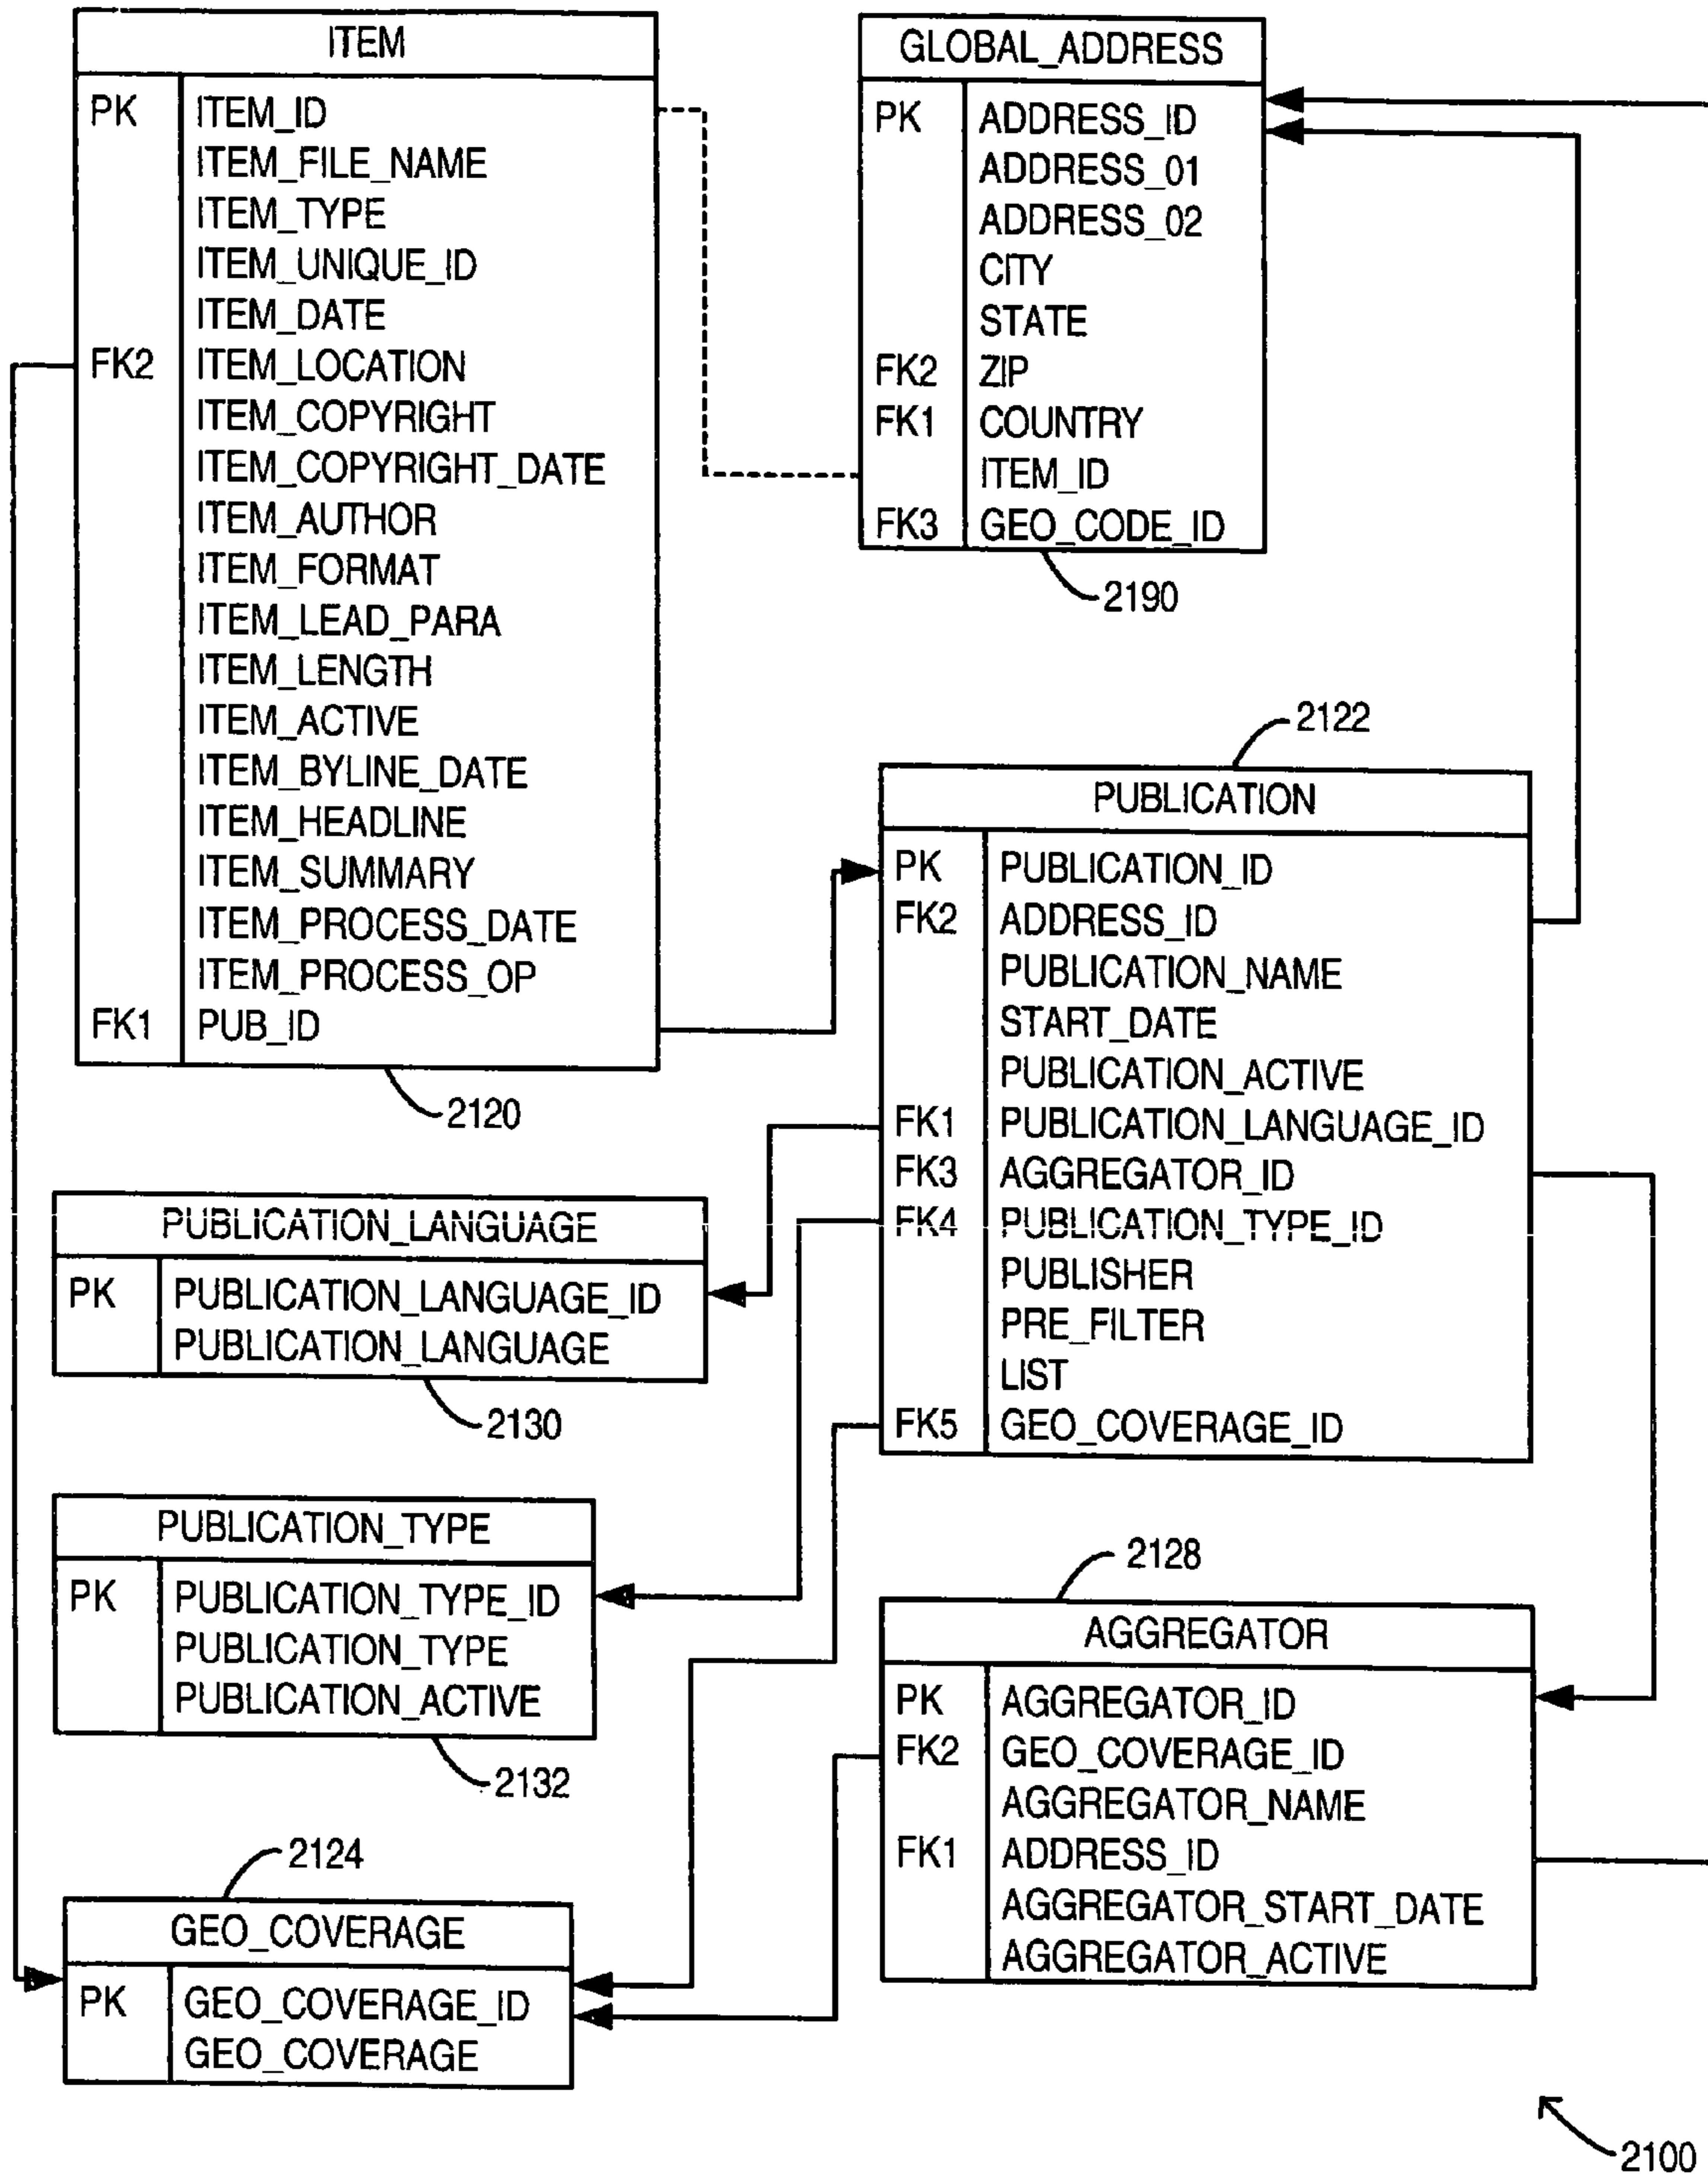 ITEM
PK ITEM_ID
ITEM_FILE_NAME
ITEM_TYPE
ITEM_UNIQUE_ID
ITEM_DATE
FK2 ITEM_LOCATION
ITEM_COPYRIGHT
ITEM_COPYRIGHT_DATE
ITEM_AUTHOR
ITEM_FORMAT
ITEM_LEAD_PARA
ITEM_LENGTH
ITEM_ACTIVE
ITEM_BYLINE_DATE
ITEM_HEADLINE
ITEM_SUMMARY
ITEM_PROCESS_DATE
ITEM_PROCESS_OP
FK1 PUB_ID
2120
GLOBAL_ADDRESS
PK ADDRESS_ID
ADDRESS_01
ADDRESS_02
CITY
STATE
FK2 ZIP
FK1 COUNTRY
ITEM_ID
FK3 GEO_CODE_ID
2190
2122
PUBLICATION
PK PUBLICATION_ID
FK2 ADDRESS_ID
PUBLICATION_NAME
START_DATE
PUBLICATION_ACTIVE
FK1 PUBLICATION_LANGUAGE_ID
FK3 AGGREGATOR_ID
FK4 PUBLICATION_TYPE_ID
PUBLISHER
PRE_FILTER
LIST
FK5 GEO_COVERAGE_ID
PUBLICATION_LANGUAGE
PK PUBLICATION_LANGUAGE_ID
PUBLICATION_LANGUAGE
2130
PUBLICATION_TYPE
PK PUBLICATION_TYPE_ID
PUBLICATION_TYPE
PUBLICATION_ACTIVE
2132
2128
AGGREGATOR
PK AGGREGATOR_ID
FK2 GEO_COVERAGE_ID
AGGREGATOR_NAME
FK1 ADDRESS_ID
AGGREGATOR_START_DATE
AGGREGATOR_ACTIVE
2124
GEO_COVERAGE
PK GEO_COVERAGE_ID
GEO_COVERAGE
2100